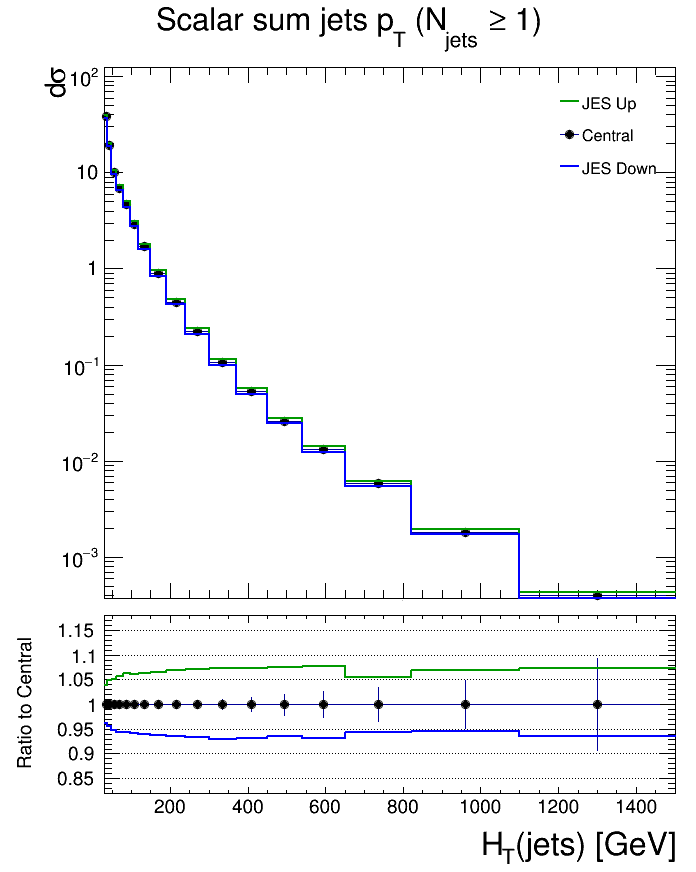 Scalar sum jets p_T (N_jets ≥ 1)
dσ
10²
10
1
10⁻¹
10⁻²
10⁻³
JES Up
Central
JES Down
Ratio to Central
1.15
1.1
1.05
1
0.95
0.9
0.85
200 400 600 800 1000 1200 1400
H_T(jets) [GeV]